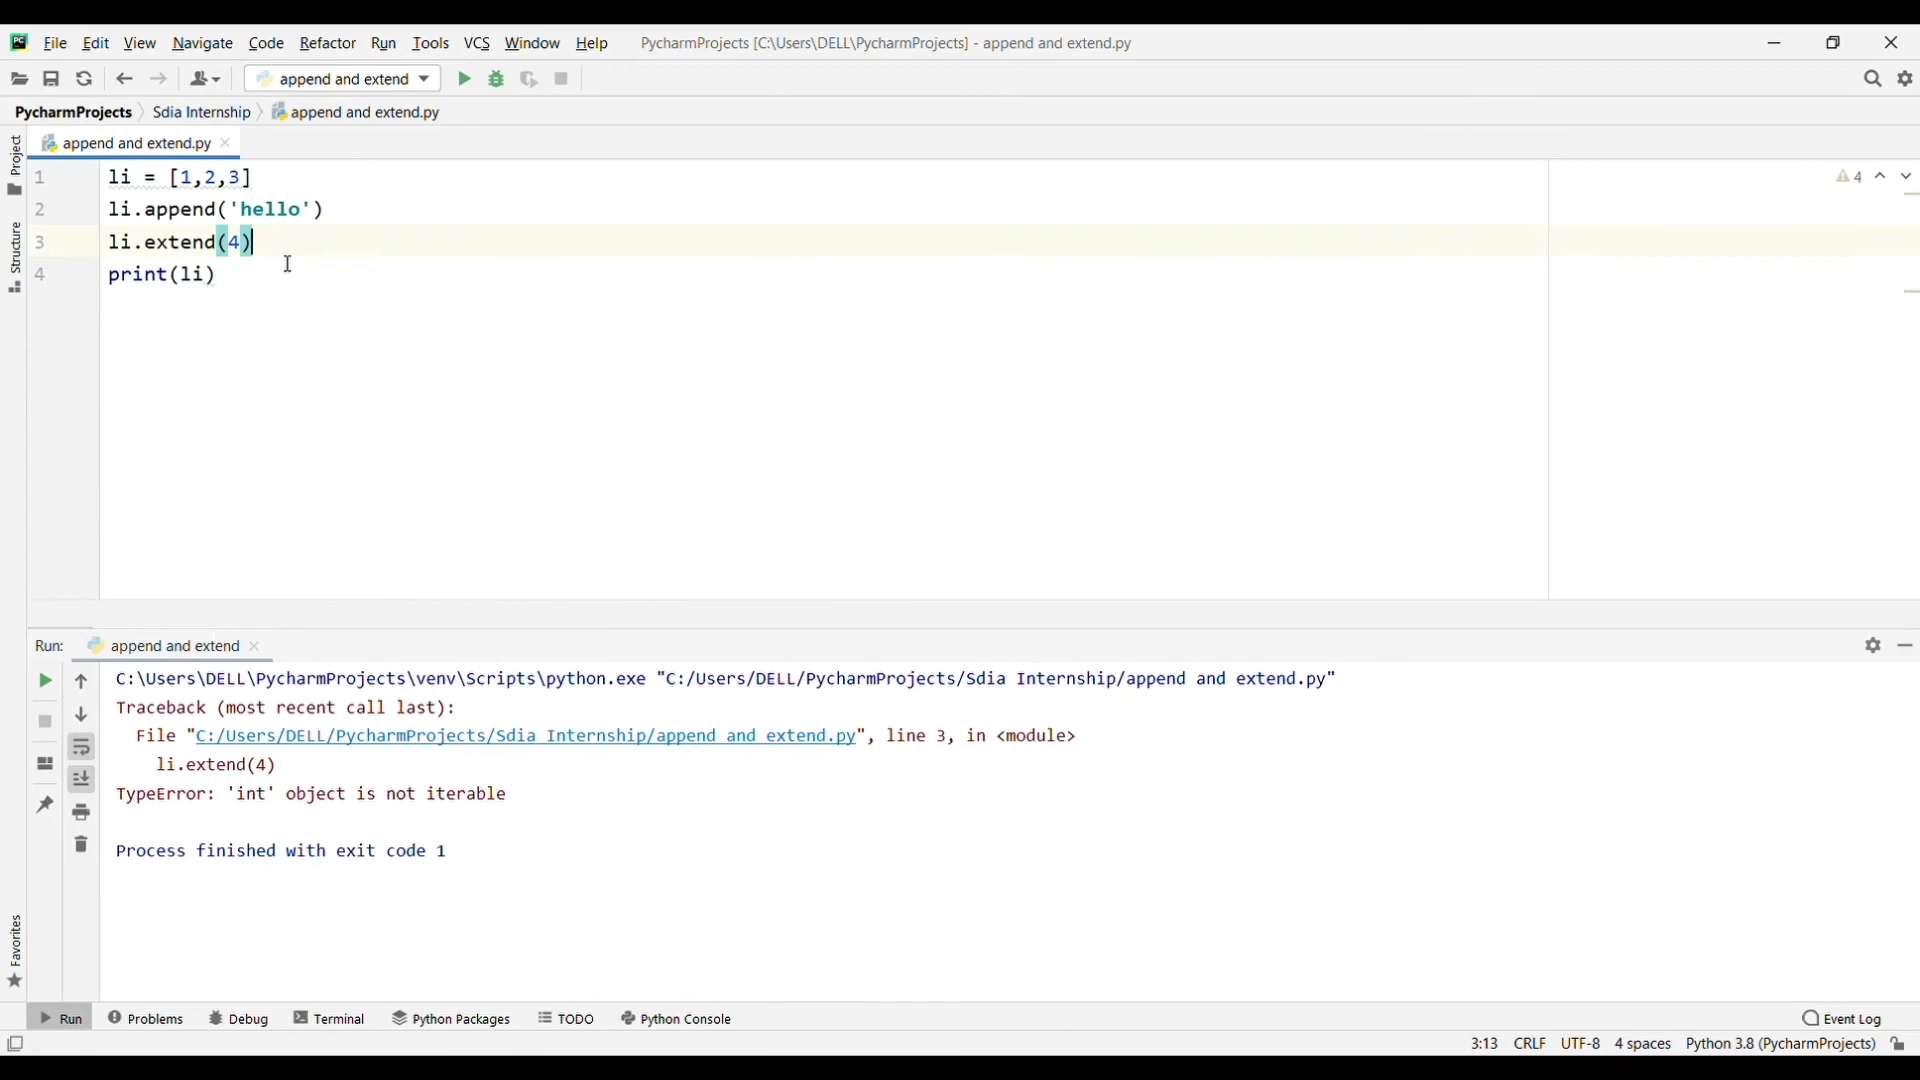 File Edit View Navigate Code Refactor Run Tools VCS Window Help PycharmProjects [C:\Users\DELL\PycharmProjects] - append and extend.py
append and extend
PycharmProjects Sdia Internship append and extend.py
Project
append and extend.py
1 li = [1,2,3]
4
2 li.append('hello')
Structure
3 li.extend(4)
4 print(li)
Run: append and extend
C:\Users\DELL\PycharmProjects\venv\Scripts\python.exe "C:/Users/DELL/PycharmProjects/Sdia Internship/append and extend.py"
Traceback (most recent call last):
File "C:/Users/DELL/PycharmProjects/Sdia Internship/append and extend.py", line 3, in <module>
li.extend(4)
TypeError: 'int' object is not iterable
Process finished with exit code 1
Favorites
Run Problems Debug Terminal Python Packages TODO Python Console Event Log
3:13 CRLF UTF-8 4 spaces Python 3.8 (PycharmProjects)